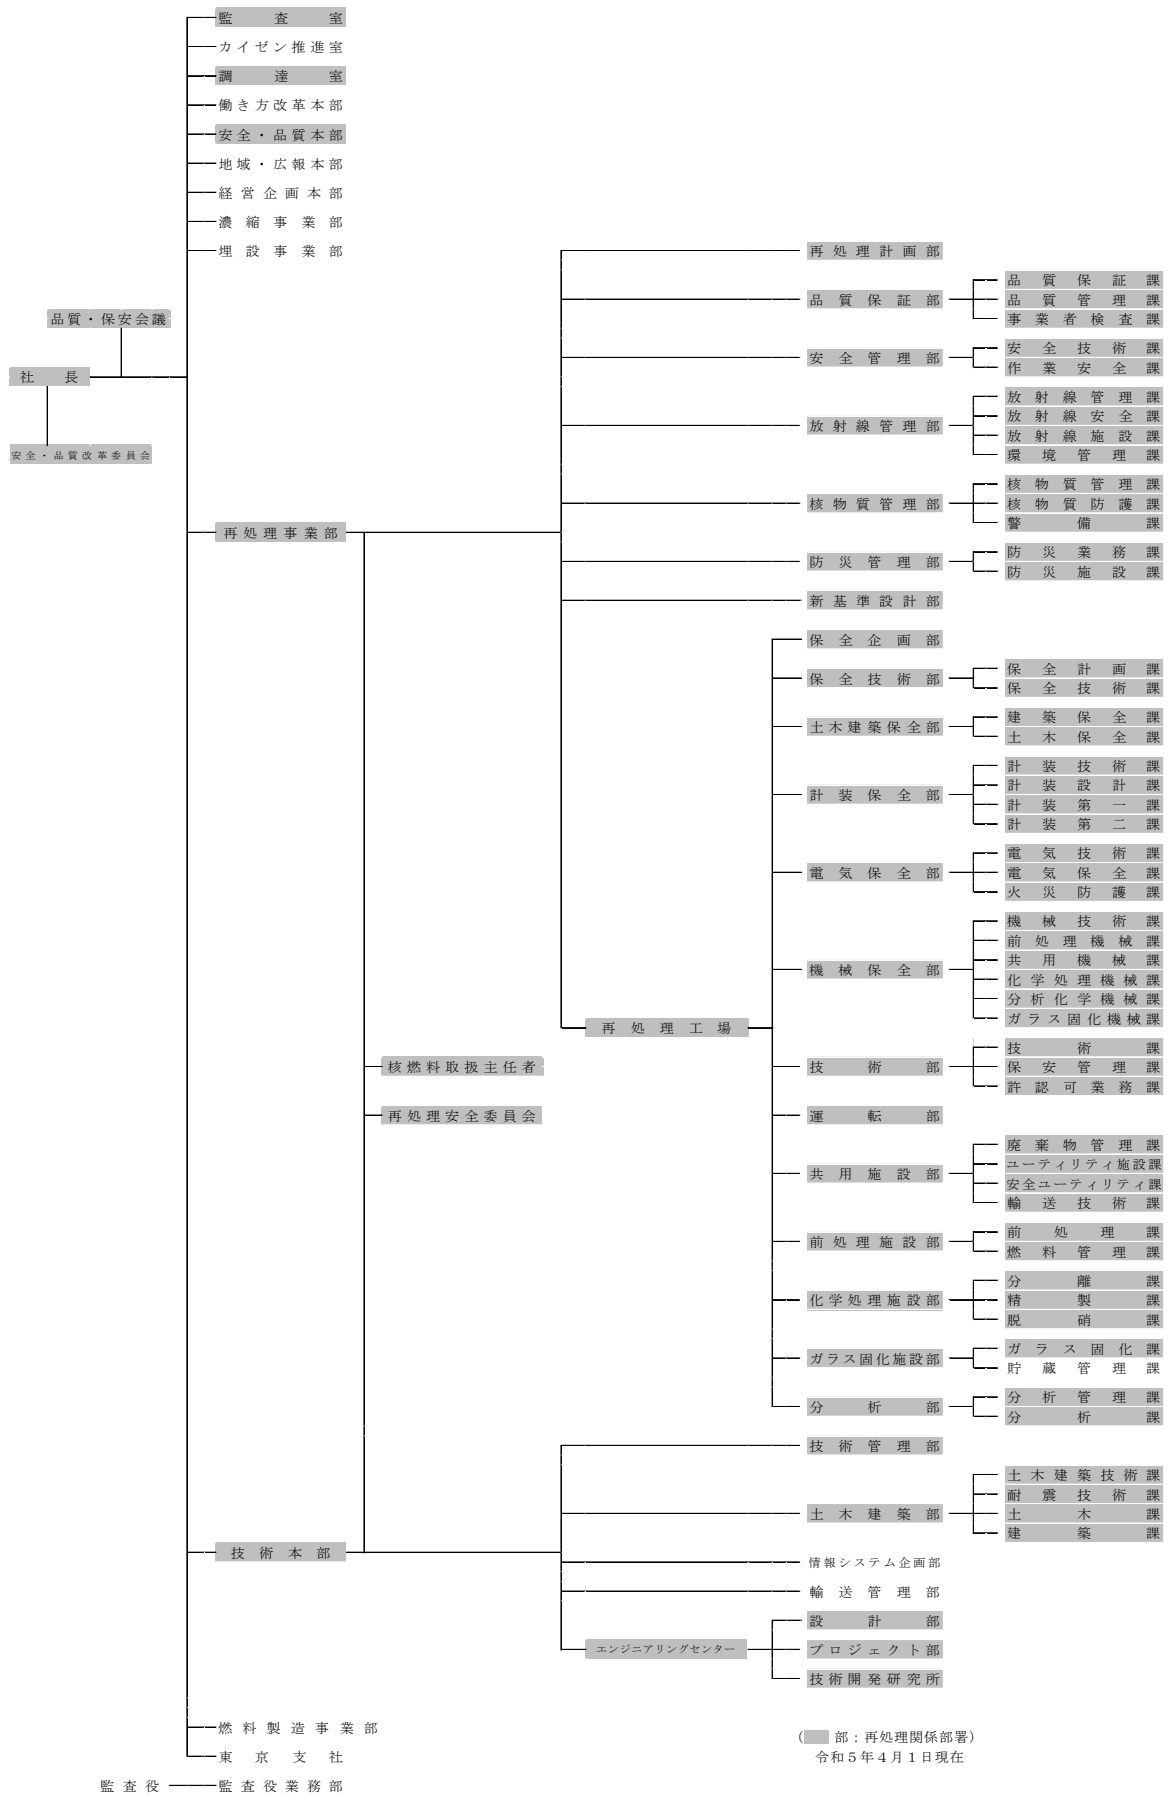 監査室
カイゼン推進室
調達室
働き方改革本部
安全・品質本部
地域・広報本部
経営企画本部
濃縮事業部
埋設事業部
品質・保安会議
社長
安全・品質改革委員会
再処理事業部
核燃料取扱主任者
再処理安全委員会
再処理計画部
品質保証部
品質保証課
品質管理課
事業者検査課
安全管理部
安全技術課
作業安全課
放射線管理部
放射線管理課
放射線安全課
放射線施設課
環境管理課
核物質管理部
核物質管理課
核物質防護課
警備課
防災管理部
防災業務課
防災施設課
新基準設計部
再処理工場
保全企画部
保全技術部
保全計画課
保全技術課
土木建築保全部
建築保全課
土木保全課
計装保全部
計装技術課
計装設計課
計装第一課
計装第二課
電気保全部
電気技術課
電気保全課
火災防護課
機械保全部
機械技術課
前処理機械課
共用機械課
化学処理機械課
分析化学機械課
ガラス固化機械課
技術部
技術課
保安管理課
許認可業務課
運転部
共用施設部
廃棄物管理課
ユーティリティ施設課
安全ユーティリティ課
輸送技術課
前処理施設部
前処理課
燃料管理課
化学処理施設部
分離課
精製課
脱硝課
ガラス固化施設部
ガラス固化課
貯蔵管理課
分析部
分析管理課
分析課
技術本部
技術管理部
土木建築部
土木建築技術課
耐震技術課
土木課
建築課
情報システム企画部
輸送管理部
エンジニアリングセンター
設計部
プロジェクト部
技術開発研究所
燃料製造事業部
東京支社
監査役
監査役業務部
(部：再処理関係部署)
令和5年4月1日現在